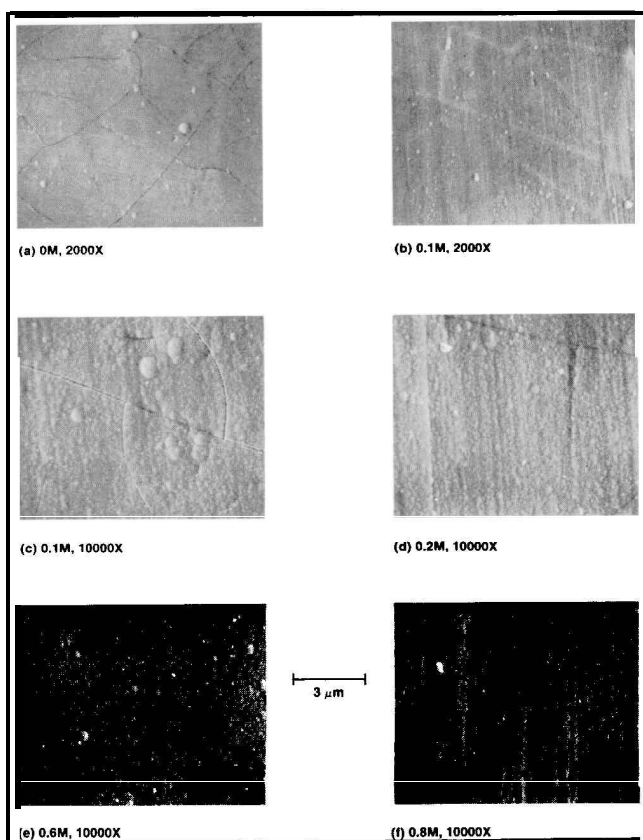 (a) 0M, 2000X
(b) 0.1M, 2000X
(c) 0.1M, 10000X
(d) 0.2M, 10000X
3 μm
(e) 0.6M, 10000X
(f) 0.8M, 10000X